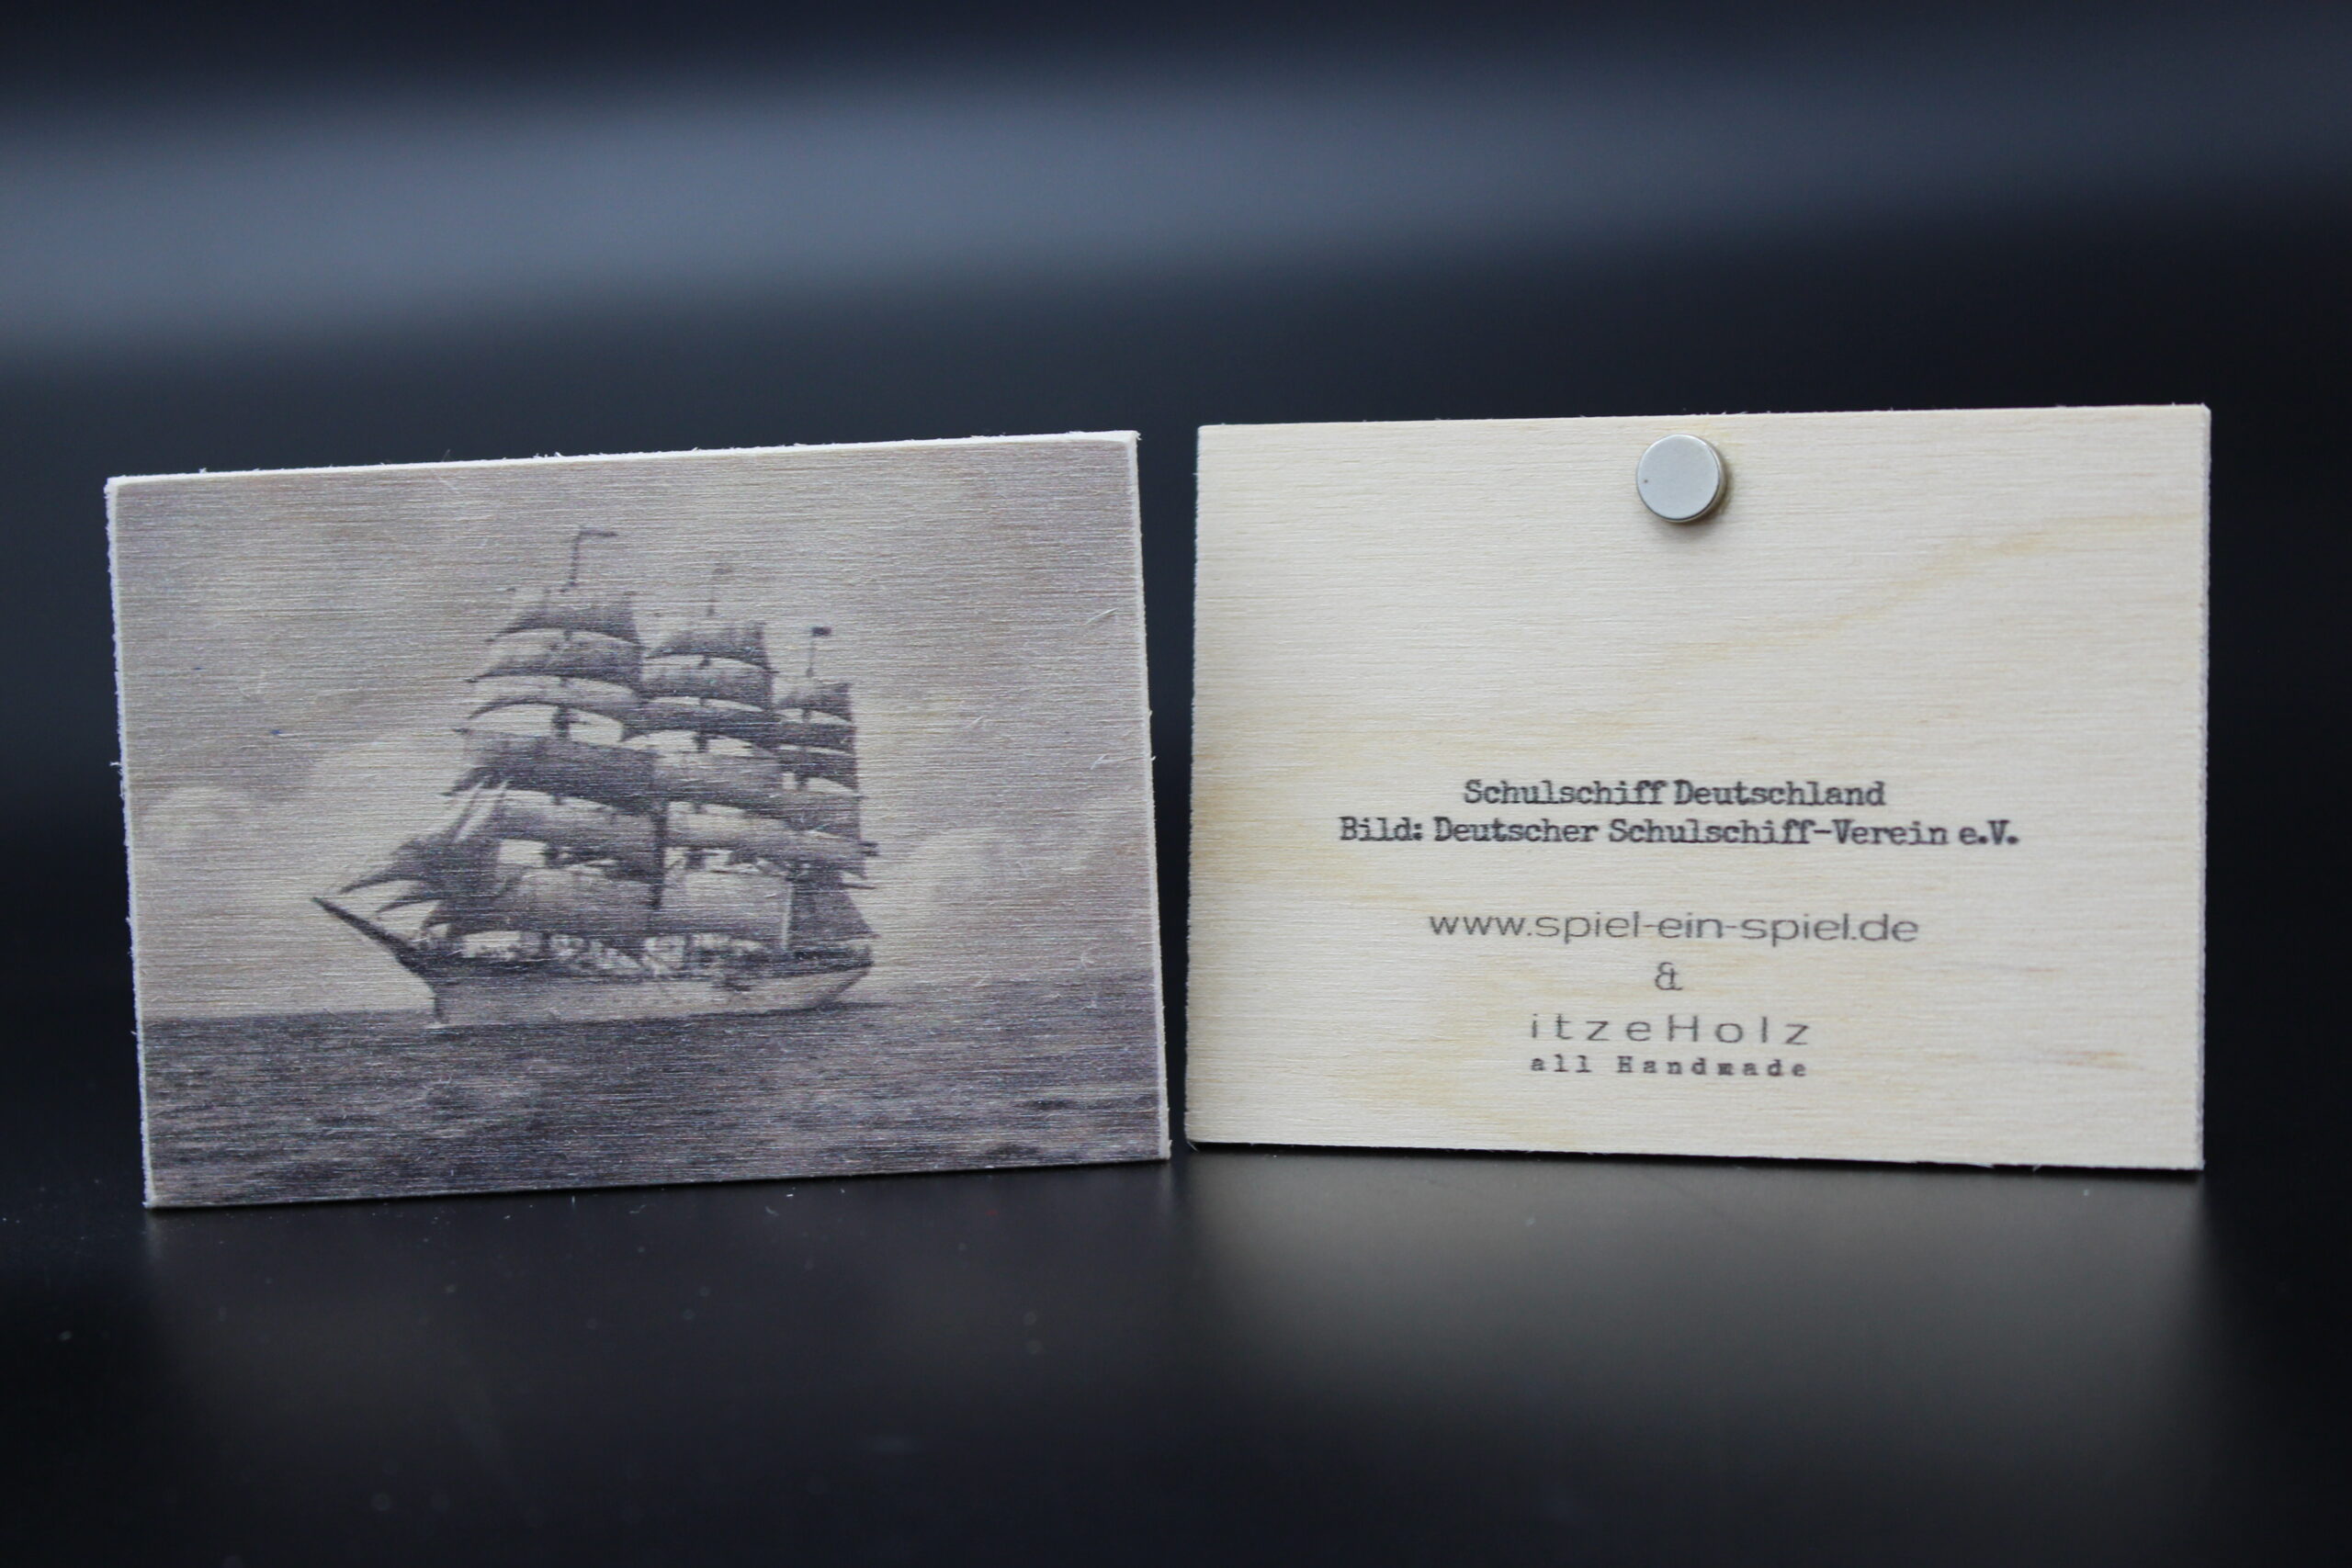 Schulschiff Deutschland
Bild: Deutscher Schulschiff-Verein e.V.
www.spiel-ein-spiel.de
&
itzeHolz
all Handmade